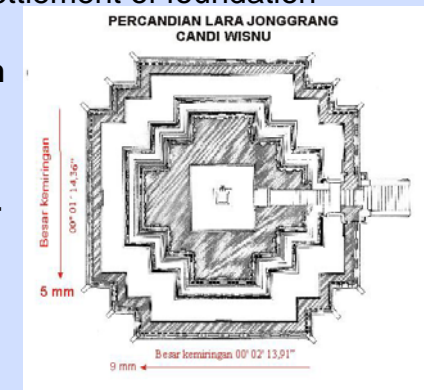 settlement of foundation
PERCANDIAN LARA JONGGRANG
CANDI WISNU
Besar kemiringan
00° 01' 14,36"
5 mm
Besar kemiringan 00' 02' 13,91"
9 mm